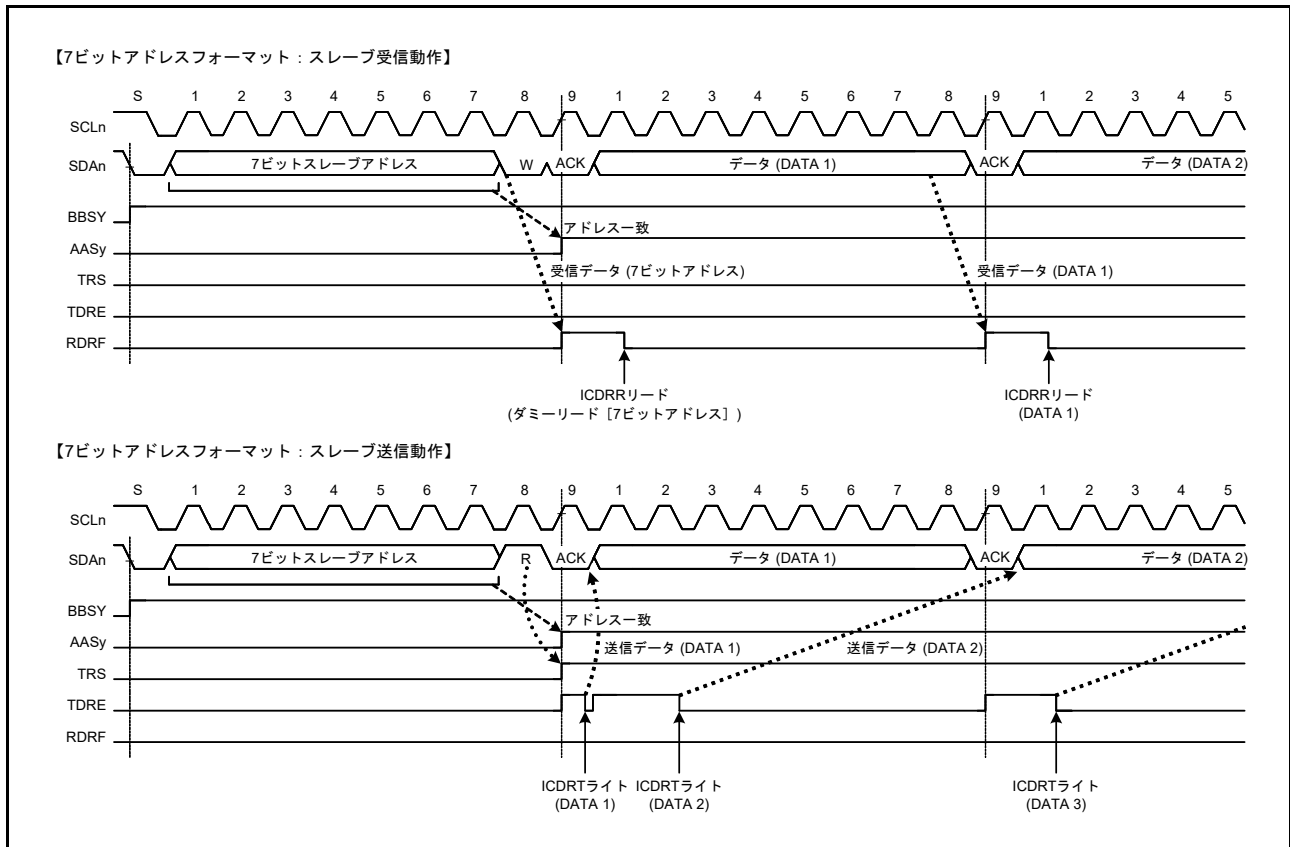 【7ビットアドレスフォーマット：スレーブ受信動作】
S 1 2 3 4 5 6 7 8 9 1 2 3 4 5 6 7 8 9 1 2 3 4 5
SCLn
SDAn 7ビットスレーブアドレス W ACK データ (DATA 1) ACK データ (DATA 2)
BBSY
アドレス一致
AASy
受信データ (7ビットアドレス) 受信データ (DATA 1)
TRS
TDRE
RDRF
ICDRRリード ICDRRリード
(ダミーリード［7ビットアドレス］) (DATA 1)
【7ビットアドレスフォーマット：スレーブ送信動作】
S 1 2 3 4 5 6 7 8 9 1 2 3 4 5 6 7 8 9 1 2 3 4 5
SCLn
SDAn 7ビットスレーブアドレス R ACK データ (DATA 1) ACK データ (DATA 2)
BBSY
アドレス一致
AASy
送信データ (DATA 1) 送信データ (DATA 2)
TRS
TDRE
RDRF
ICDRTライト ICDRTライト ICDRTライト
(DATA 1) (DATA 2) (DATA 3)